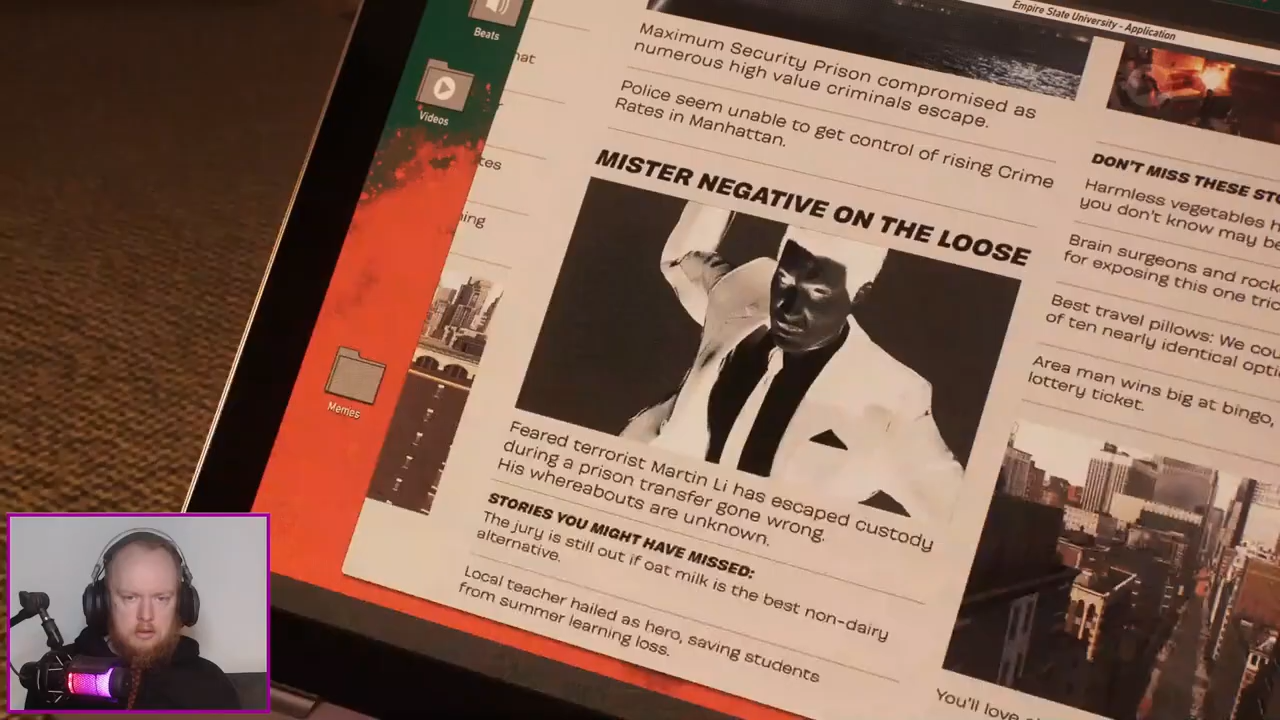 Empire State University - Application
Beats
Videos
Memes
hat
tes
ing
Maximum Security Prison compromised as
numerous high value criminals escape.
Police seem unable to get control of rising Crime
Rates in Manhattan.
MISTER NEGATIVE ON THE LOOSE
Feared terrorist Martin Li has escaped custody
during a prison transfer gone wrong.
His whereabouts are unknown.
STORIES YOU MIGHT HAVE MISSED:
The jury is still out if oat milk is the best non-dairy
alternative.
Local teacher hailed as hero, saving students
from summer learning loss.
DON'T MISS THESE STO
Harmless vegetables h
you don't know may be
Brain surgeons and rock
for exposing this one tric
Best travel pillows: We cou
of ten nearly identical opti
Area man wins big at bingo,
lottery ticket.
You'll love